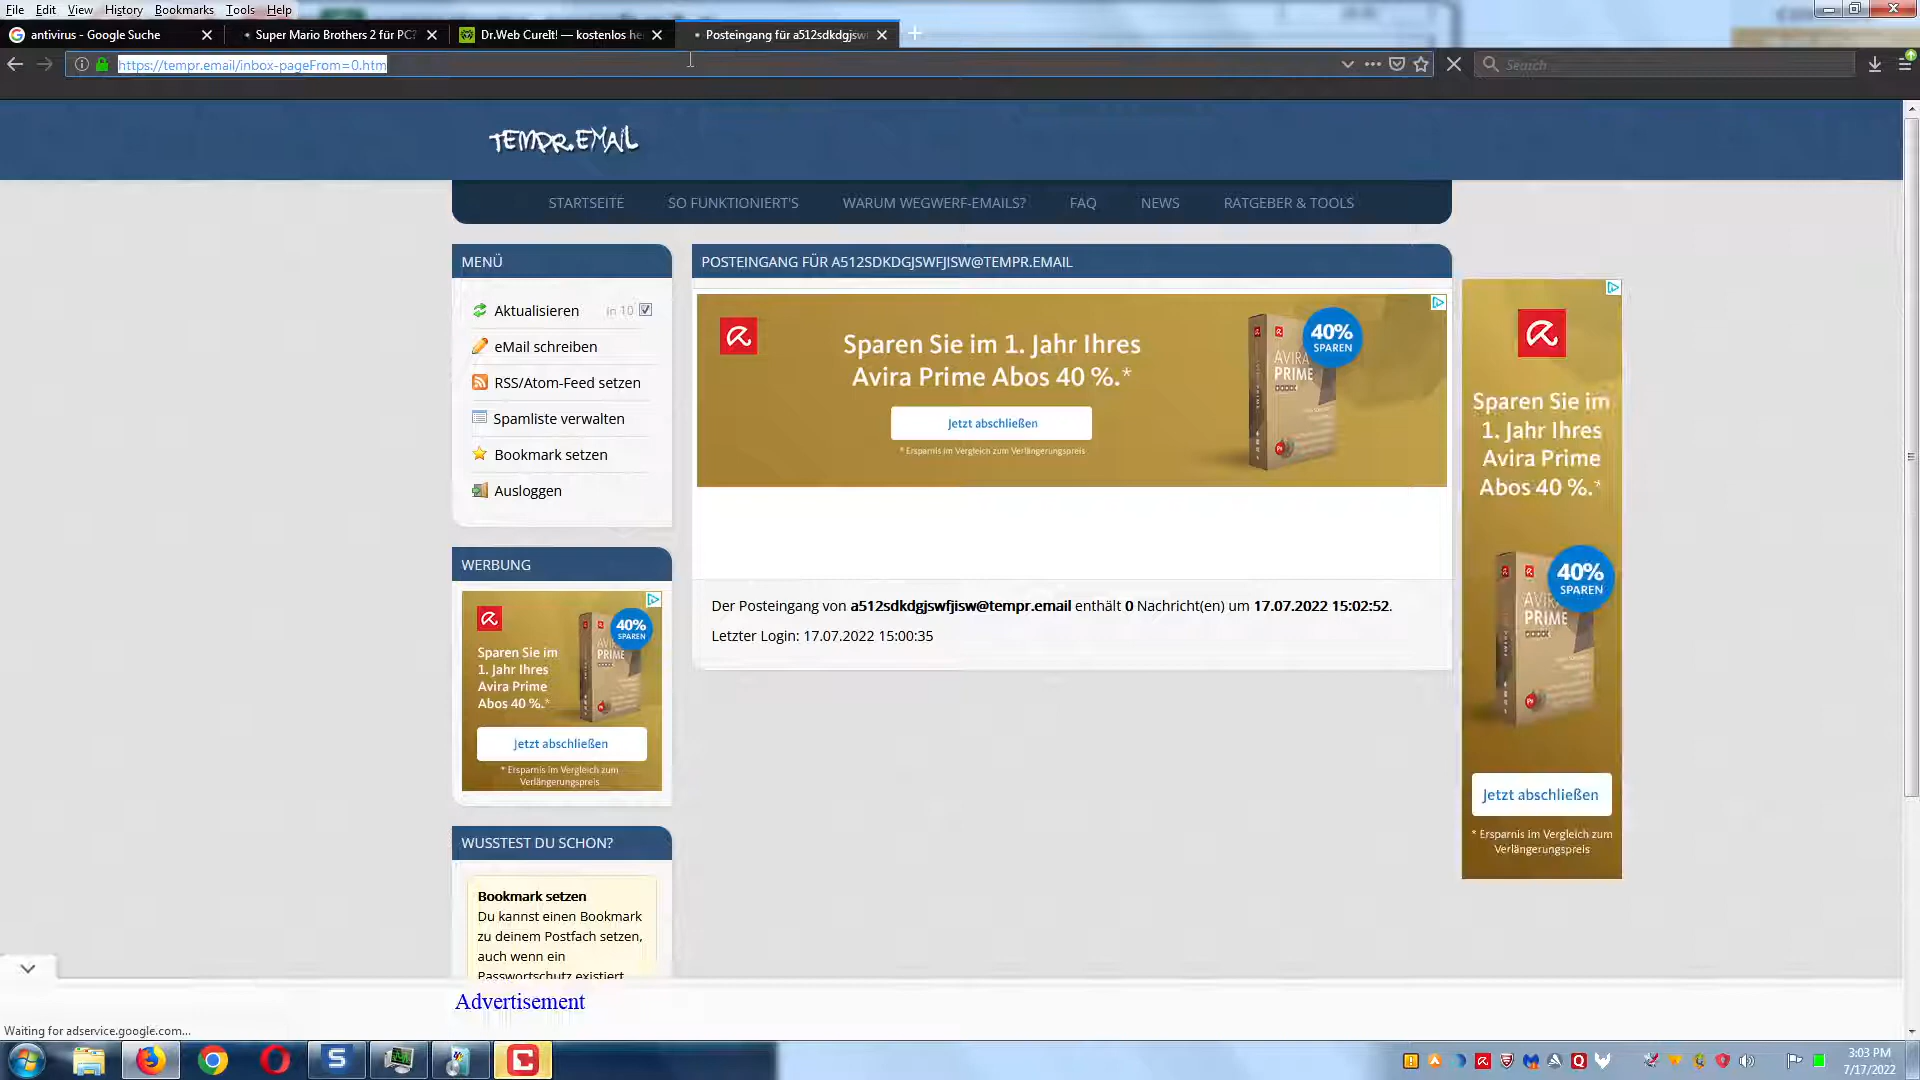 File Edit View History Bookmarks Tools Help
antivirus - Google Suche
Super Mario Brothers 2 für PC?
Dr.Web CureIt! — kostenlos he
Posteingang für a512sdkdgjsw
https://tempr.email/inbox-pageFrom=0.htm
Search
TEMPR.EMAIL
STARTSEITE SO FUNKTIONIERT'S WARUM WEGWERF-EMAILS? FAQ NEWS RATGEBER & TOOLS
MENÜ
Aktualisieren in 10
eMail schreiben
RSS/Atom-Feed setzen
Spamliste verwalten
Bookmark setzen
Ausloggen
POSTEINGANG FÜR A512SDKDGJSWFJISW@TEMPR.EMAIL
Sparen Sie im 1. Jahr Ihres
Avira Prime Abos 40 %.*
Jetzt abschließen
* Ersparnis im Vergleich zum Verlängerungspreis
AVIRA
PRIME
40%
SPAREN
Der Posteingang von a512sdkdgjswfjisw@tempr.email enthält 0 Nachricht(en) um 17.07.2022 15:02:52.
Letzter Login: 17.07.2022 15:00:35
Sparen Sie im
1. Jahr Ihres
Avira Prime
Abos 40 %.*
40%
SPAREN
AVIRA
PRIME
Jetzt abschließen
* Ersparnis im Vergleich zum
Verlängerungspreis
WERBUNG
Sparen Sie im
1. Jahr Ihres
Avira Prime
Abos 40 %.*
40%
SPAREN
AVIRA
PRIME
Jetzt abschließen
* Ersparnis im Vergleich zum
Verlängerungspreis
WUSSTEST DU SCHON?
Bookmark setzen
Du kannst einen Bookmark
zu deinem Postfach setzen,
auch wenn ein
Passwortschutz existiert
Advertisement
Waiting for adservice.google.com...
3:03 PM
7/17/2022